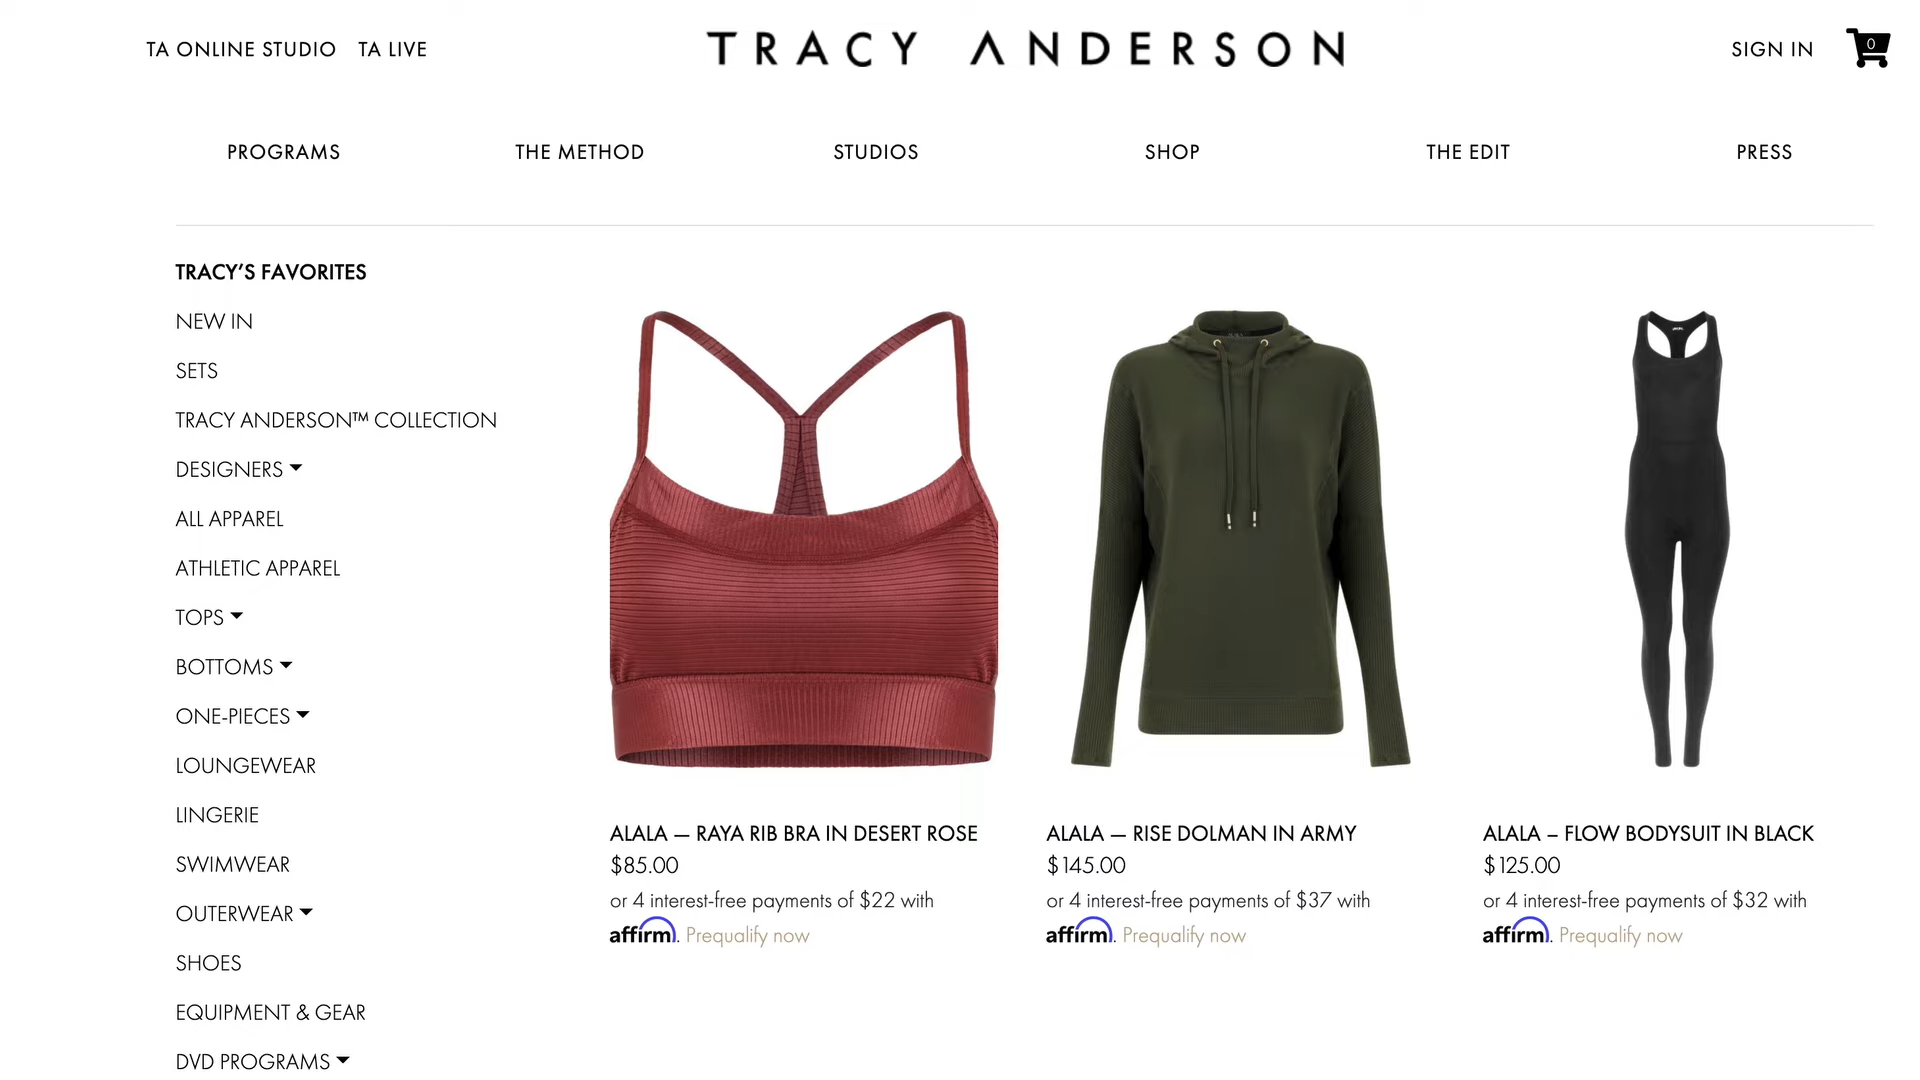 TA ONLINE STUDIO TA LIVE
TRACY ANDERSON
SIGN IN 0
PROGRAMS THE METHOD STUDIOS SHOP THE EDIT PRESS
TRACY’S FAVORITES
NEW IN
SETS
TRACY ANDERSON™ COLLECTION
DESIGNERS
ALL APPAREL
ATHLETIC APPAREL
TOPS
BOTTOMS
ONE-PIECES
LOUNGEWEAR
LINGERIE
SWIMWEAR
OUTERWEAR
SHOES
EQUIPMENT & GEAR
DVD PROGRAMS
ALALA — RAYA RIB BRA IN DESERT ROSE
$85.00
or 4 interest-free payments of $22 with
affirm. Prequalify now
ALALA — RISE DOLMAN IN ARMY
$145.00
or 4 interest-free payments of $37 with
affirm. Prequalify now
ALALA – FLOW BODYSUIT IN BLACK
$125.00
or 4 interest-free payments of $32 with
affirm. Prequalify now